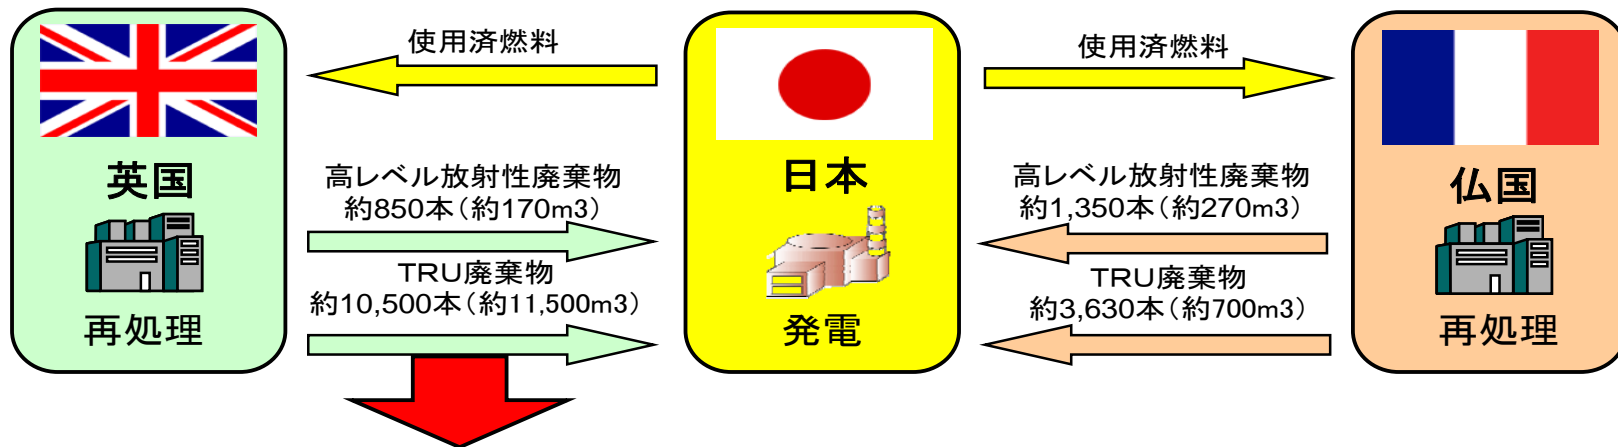 使用済燃料
使用済燃料
英国
再処理
高レベル放射性廃棄物
約850本（約170m3）
TRU廃棄物
約10,500本（約11,500m3）
日本
発電
高レベル放射性廃棄物
約1,350本（約270m3）
TRU廃棄物
約3,630本（約700m3）
仏国
再処理